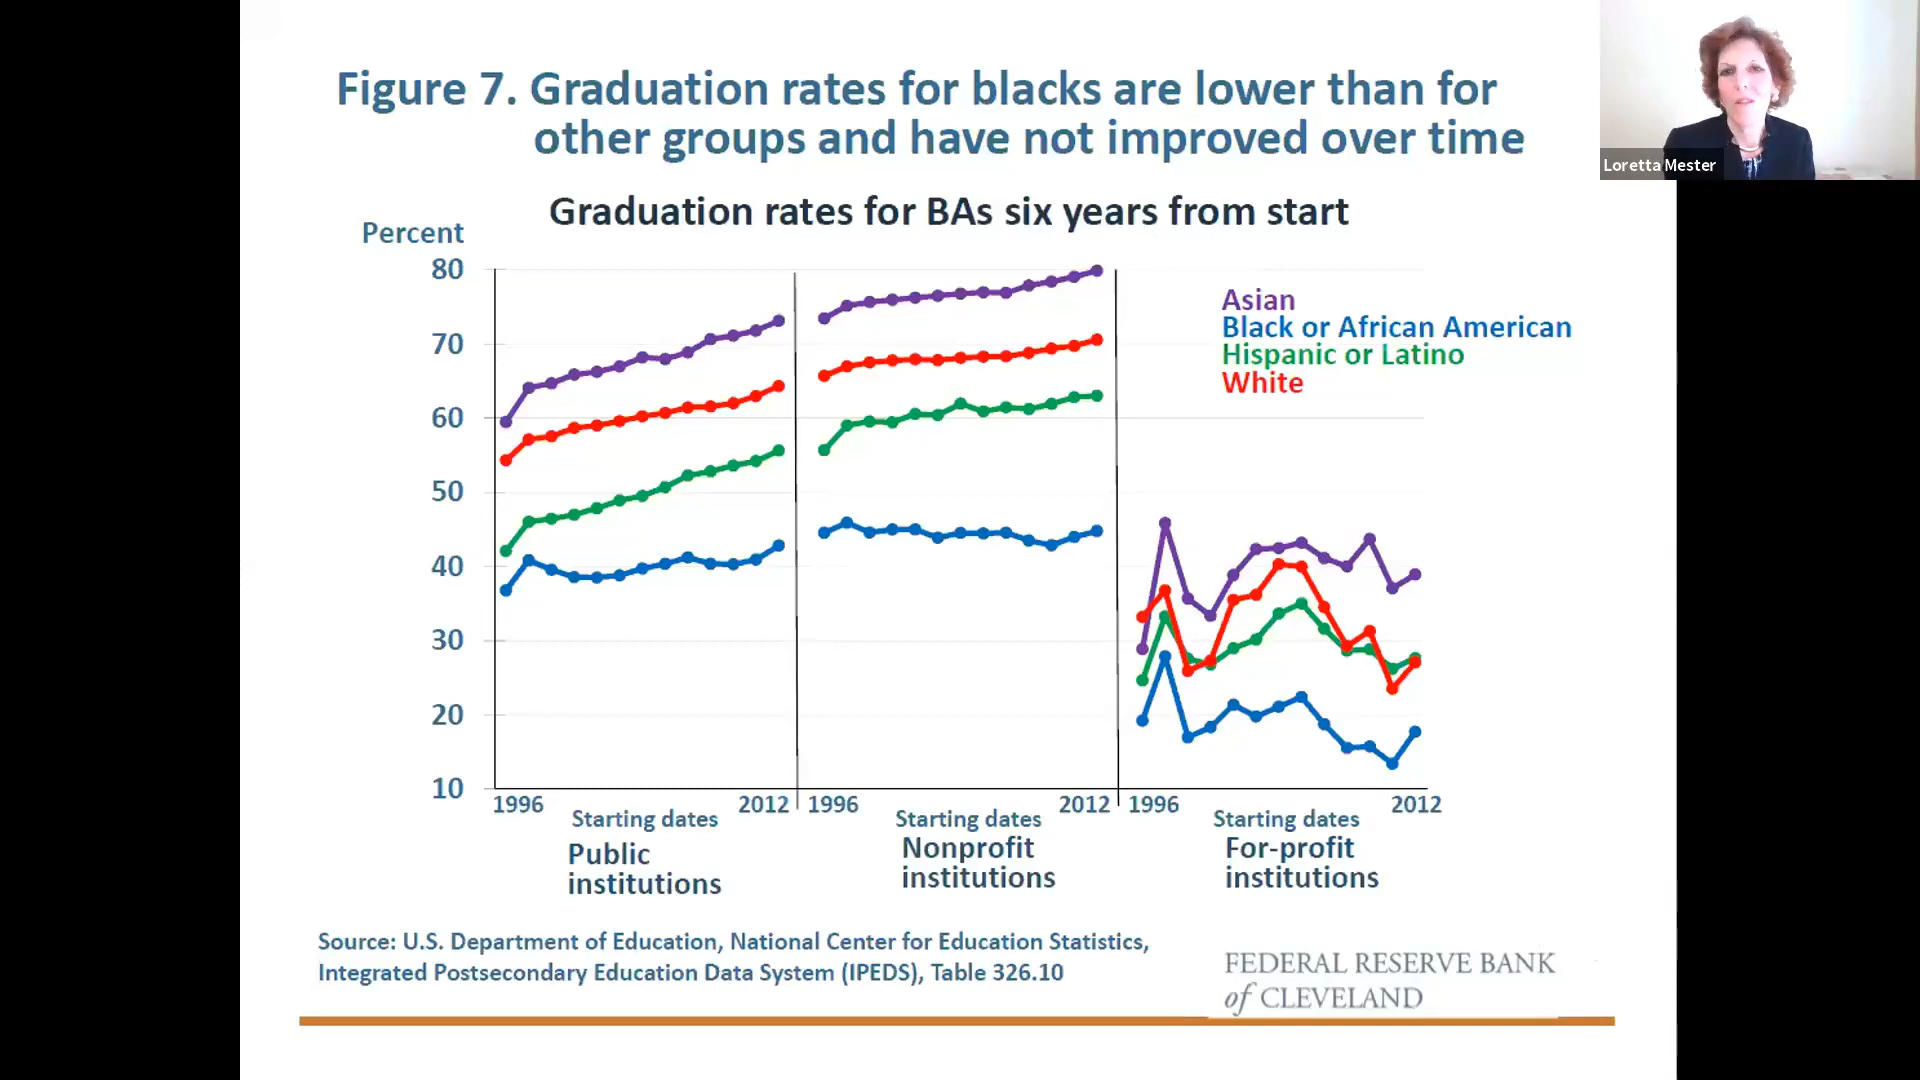 Figure 7. Graduation rates for blacks are lower than for
other groups and have not improved over time
Loretta Mester
Graduation rates for BAs six years from start
Percent
80
70
60
50
40
30
20
10
Asian
Black or African American
Hispanic or Latino
White
1996 2012 1996 2012 1996 2012
Starting dates Starting dates Starting dates
Public
institutions
Nonprofit
institutions
For-profit
institutions
Source: U.S. Department of Education, National Center for Education Statistics,
Integrated Postsecondary Education Data System (IPEDS), Table 326.10
FEDERAL RESERVE BANK
of CLEVELAND